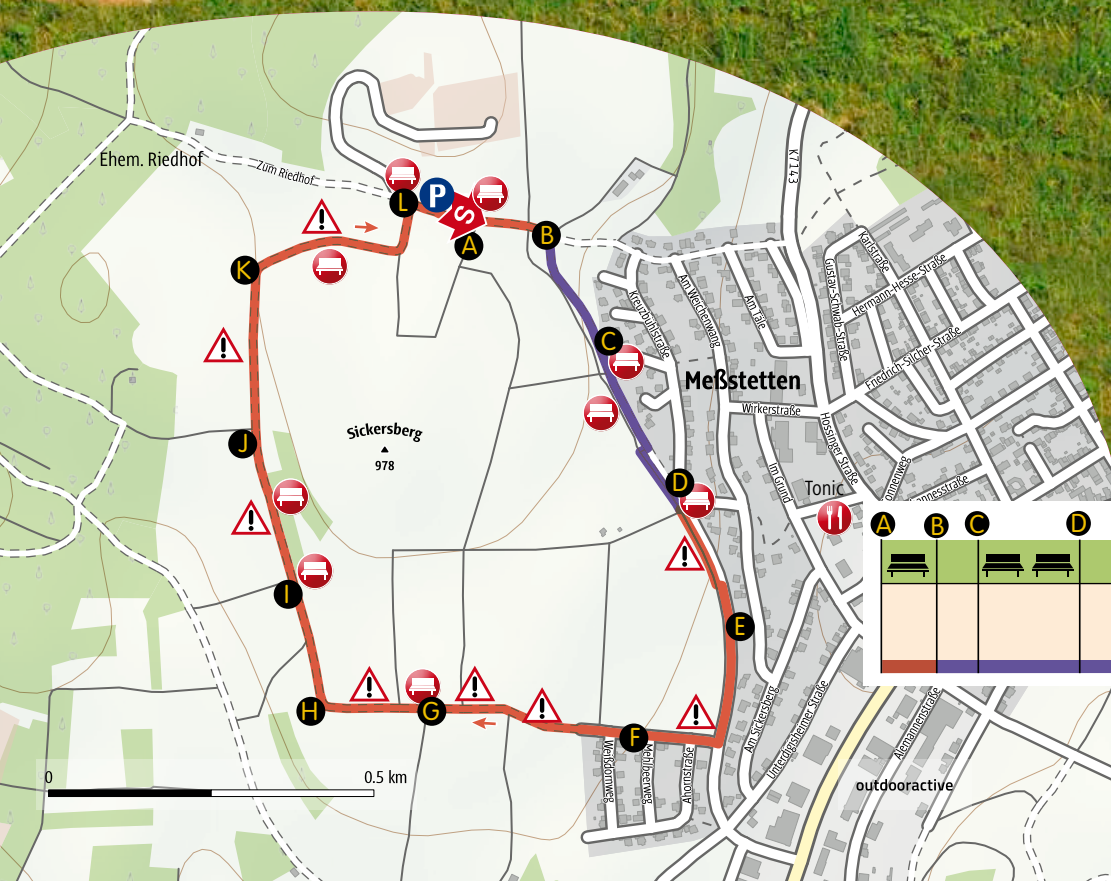 K7143
Ehem. Riedhof
Zum Riedhof
L
P
S
A
B
K
Karlstraße
Gustav-Schwab-Straße
Hermann-Hesse-Straße
Kreuzbühlstraße
Am Weichenwang
Am Täle
Friedrich-Silcher-Straße
C
Meßstetten
Wirkerstraße
Hossinger Straße
Sickersberg
978
J
Im Grund
D
Tonic
A
B
C
D
I
E
H
G
F
Am Sickersberg
Unterdigisheimer Straße
Alemannenstraße
Weißdornweg
Mehlbeerweg
Ahornstraße
0
0.5 km
outdooractive